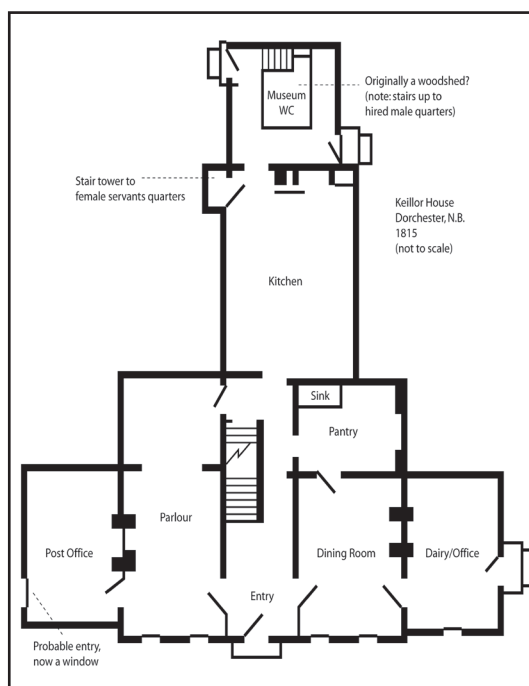 Originally a woodshed?
(note: stairs up to
hired male quarters)
Museum
WC
Stair tower to
female servants quarters
Keillor House
Dorchester, N.B.
1815
(not to scale)
Kitchen
Sink
Pantry
Parlour
Post Office
Dining Room
Dairy/Office
Entry
Probable entry,
now a window